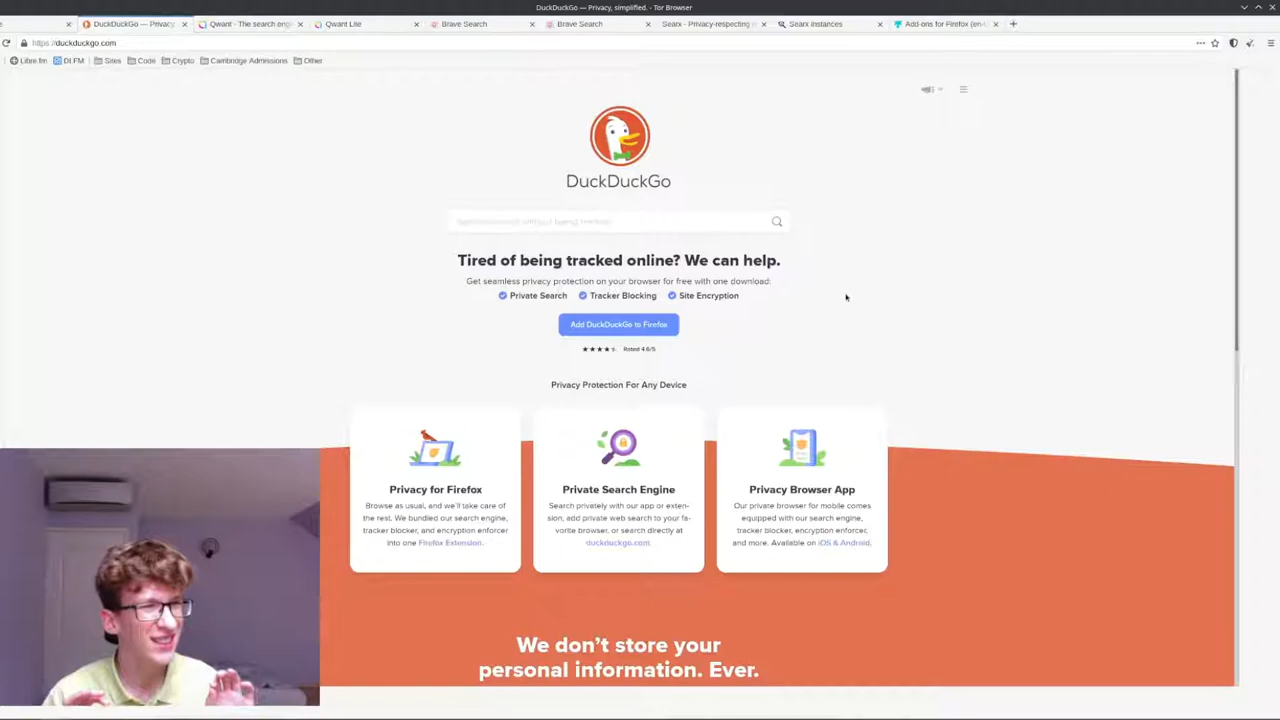 DuckDuckGo — Privacy, simplified. - Tor Browser
DuckDuckGo — Privacy
Qwant - The search engi
Qwant Lite
Brave Search
Brave Search
Searx - Privacy-respecting m
Searx instances
Add-ons for Firefox (en-U
https://duckduckgo.com
Libre.fm
DI.FM
Sites
Code
Crypto
Cambridge Admissions
Other
DuckDuckGo
Tired of being tracked online? We can help.
Get seamless privacy protection on your browser for free with one download:
Private Search
Tracker Blocking
Site Encryption
Add DuckDuckGo to Firefox
Rated 4.6/5
Privacy Protection For Any Device
Privacy for Firefox
Browse as usual, and we'll take care of
the rest. We bundled our search engine,
tracker blocker, and encryption enforcer
into one Firefox Extension.
Private Search Engine
Search privately with our app or exten-
sion, add private web search to your fa-
vorite browser, or search directly at
duckduckgo.com.
Privacy Browser App
Our private browser for mobile comes
equipped with our search engine,
tracker blocker, encryption enforcer,
and more. Available on iOS & Android.
We don't store your
personal information. Ever.